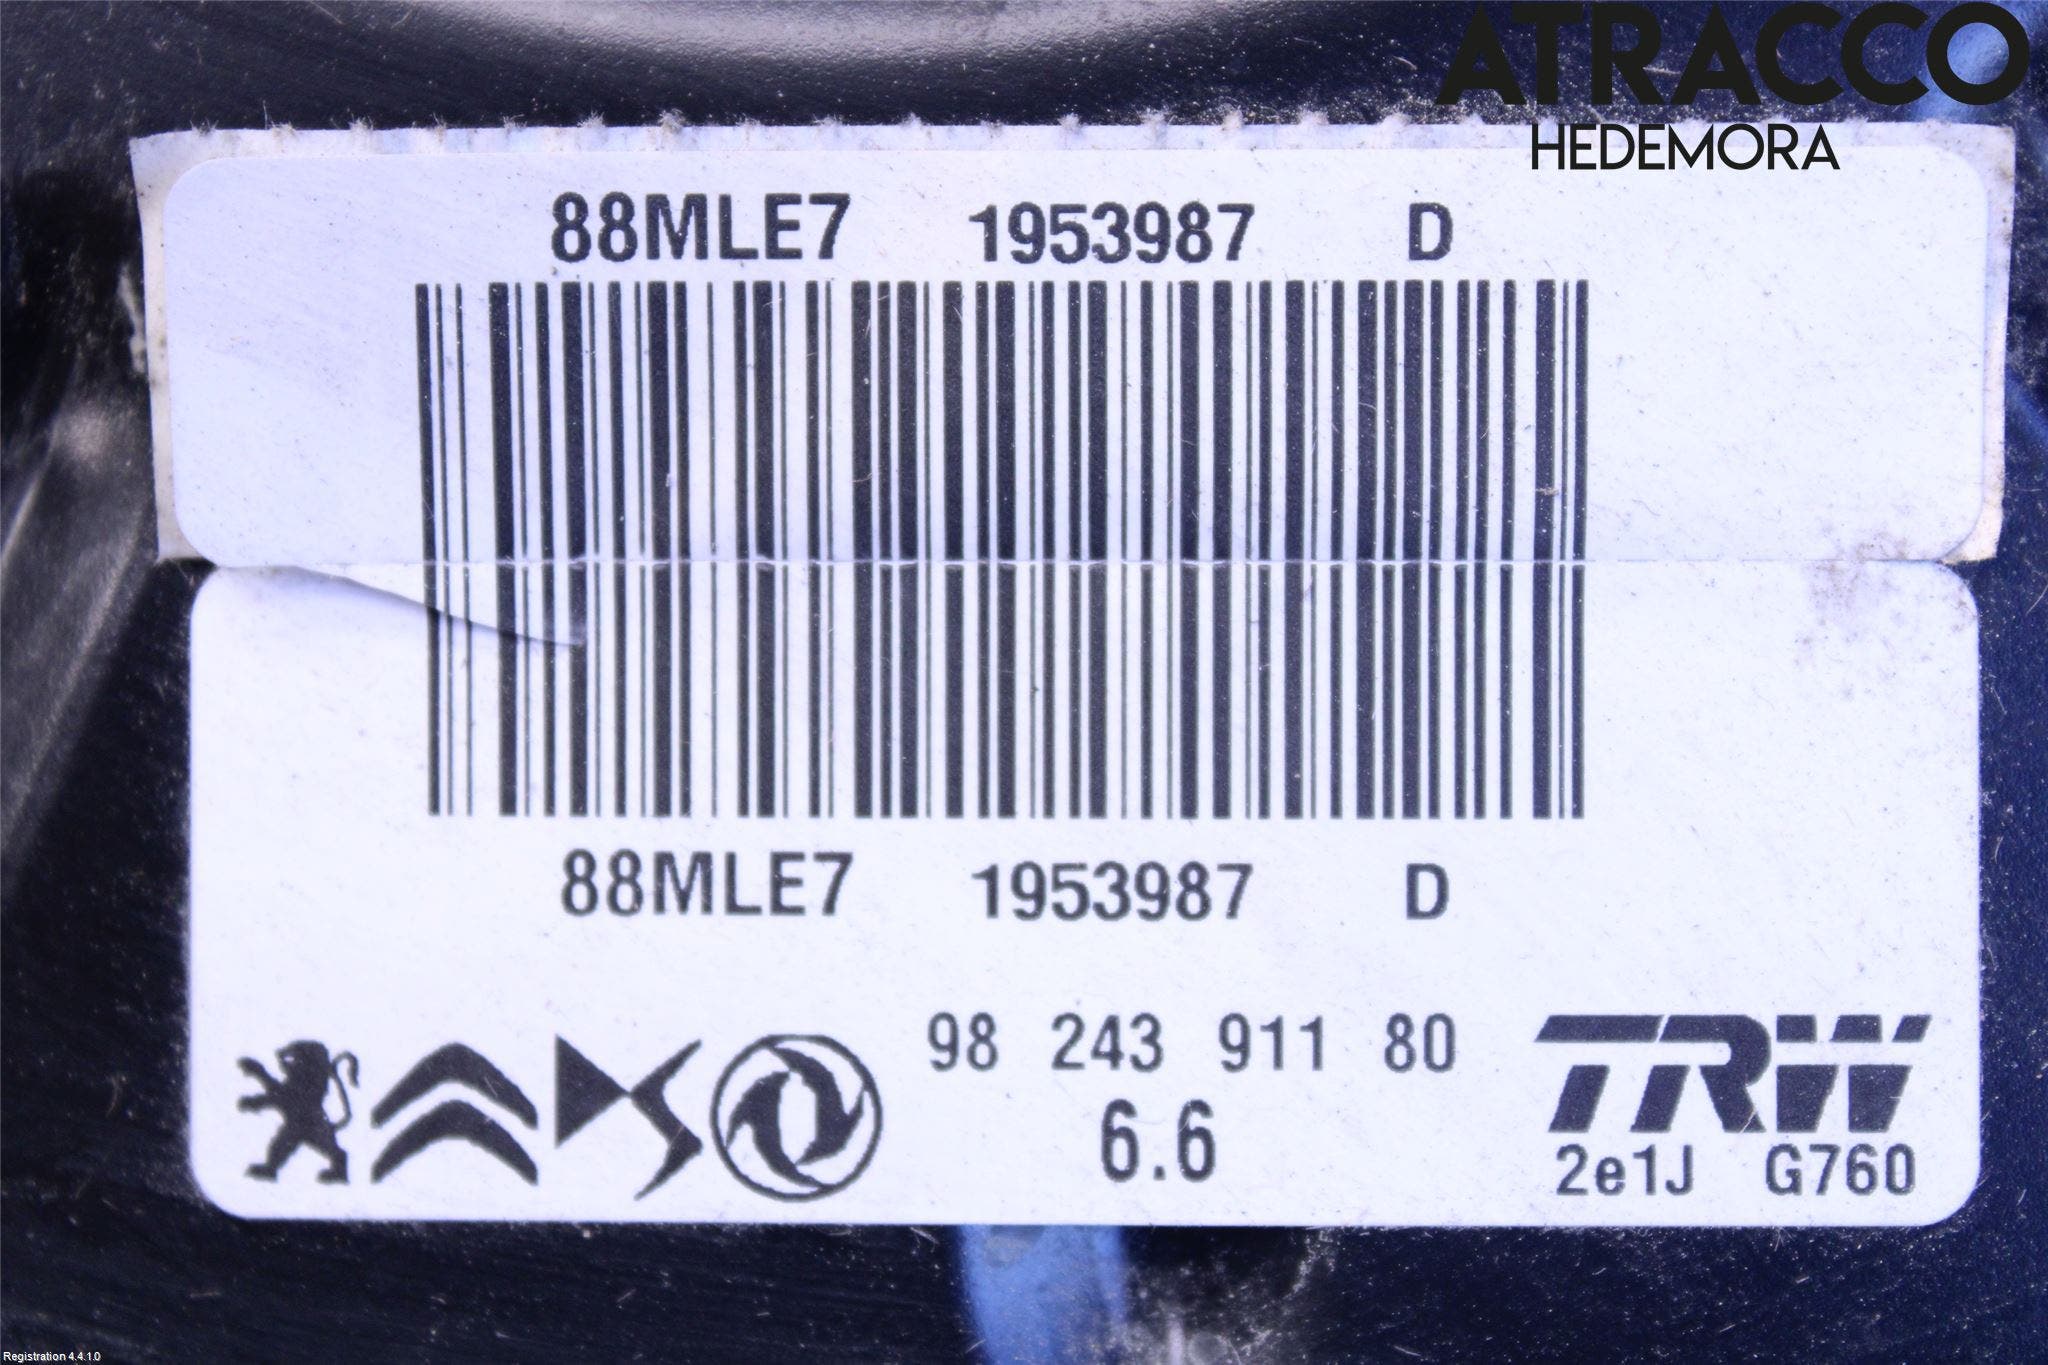 ATRACCO
HEDEMORA
88MLE7 1953987 D
88MLE7 1953987 D
98 243 911 80
6.6
TRW
2e1J G760
Registration 4.4.1.0